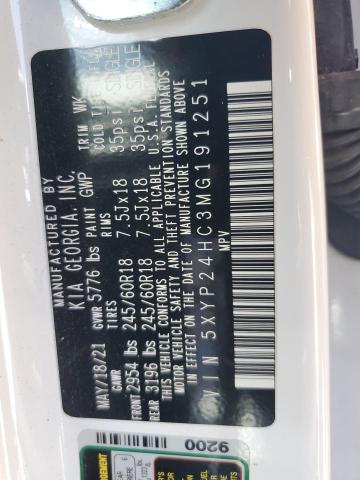 MANUFACTURED BY
KIA GEORGIA, INC.
MAY/18/21 GVWR 5776 lbs PAINT GWP TRIM WK
GAWR TIRES RIMS COLD TIRE
FRONT 2954 lbs 245/60R18 7.5Jx18 35psi SINGLE
REAR 3196 lbs 245/60R18 7.5Jx18 35psi SINGLE
THIS VEHICLE CONFORMS TO ALL APPLICABLE U.S.A. FEDERAL
MOTOR VEHICLE SAFETY AND THEFT PREVENTION STANDARDS
IN EFFECT ON THE DATE OF MANUFACTURE SHOWN ABOVE
VIN 5XYP24HC3MG191251
MPV
9200